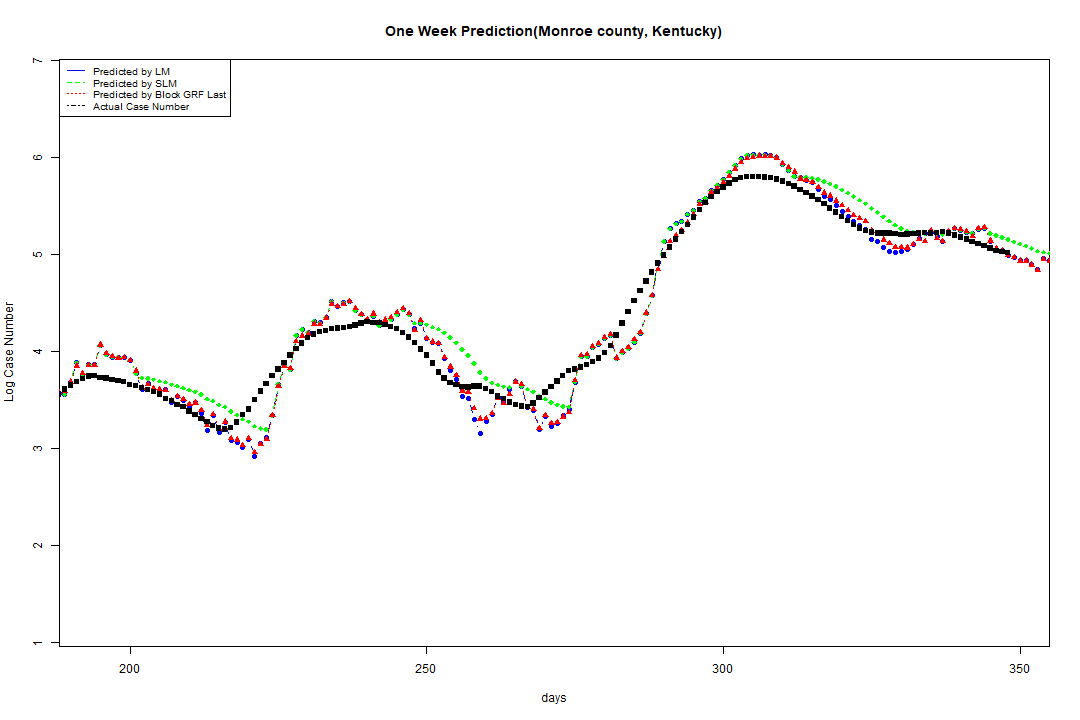 One Week Prediction(Monroe county, Kentucky)
Predicted by LM
Predicted by SLM
Predicted by Block GRF Last
Actual Case Number
7
6
5
4
3
2
1
Log Case Number
200 250 300 350
days